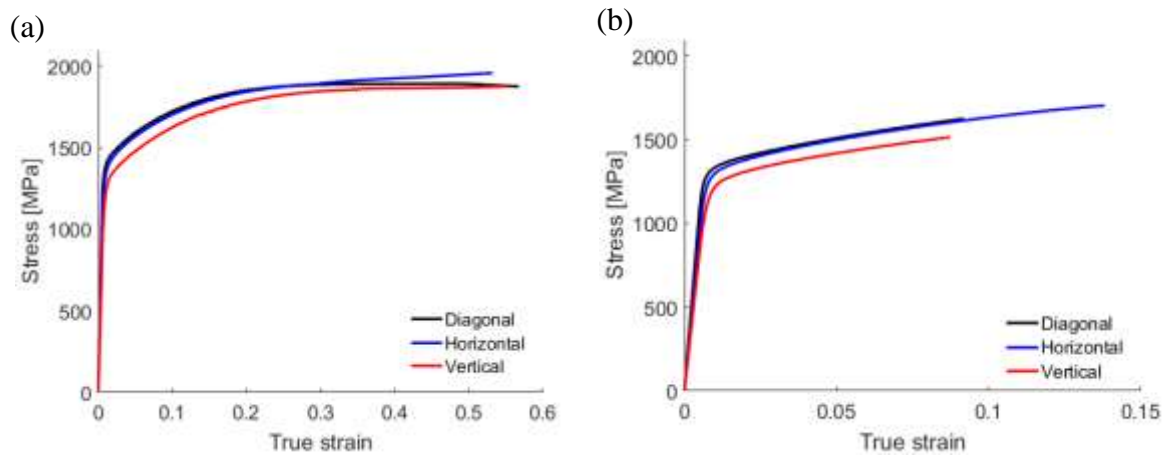 (a)
2000
1500
1000
500
0
Stress [MPa]
Diagonal
Horizontal
Vertical
0 0.1 0.2 0.3 0.4 0.5 0.6
True strain
(b)
2000
1500
1000
500
0
Stress [MPa]
Diagonal
Horizontal
Vertical
0 0.05 0.1 0.15
True strain